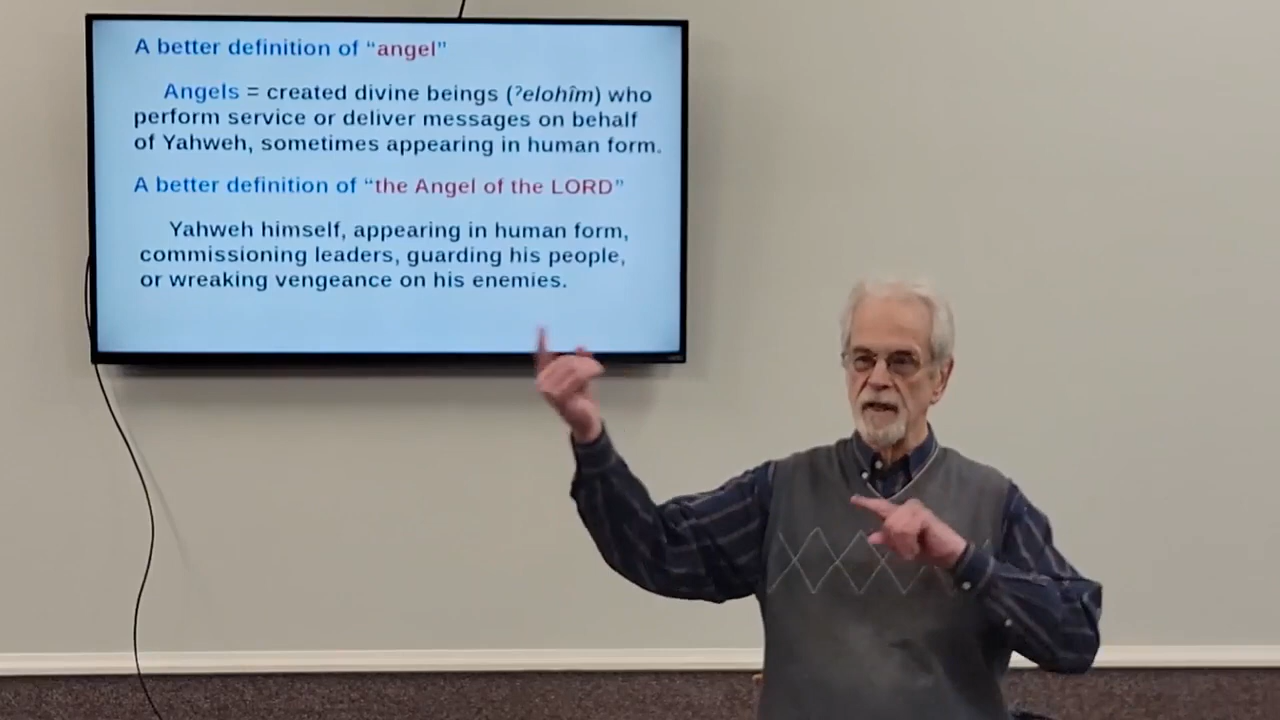 A better definition of “angel”
Angels = created divine beings (ʾelohîm) who
perform service or deliver messages on behalf
of Yahweh, sometimes appearing in human form.
A better definition of “the Angel of the LORD”
Yahweh himself, appearing in human form,
commissioning leaders, guarding his people,
or wreaking vengeance on his enemies.